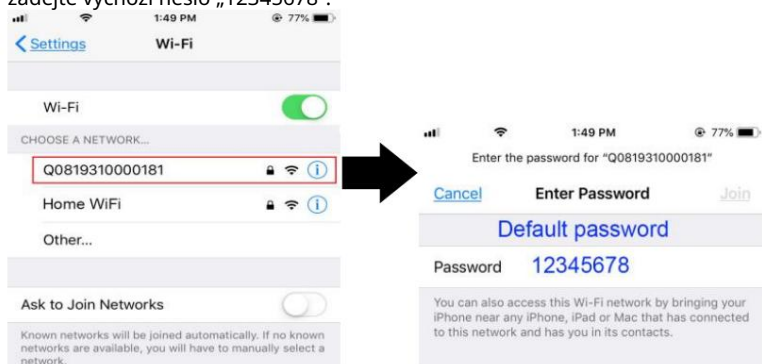 zadejte výchozí heslo „12345678“.
1:49 PM 77%
Settings Wi-Fi
Wi-Fi
CHOOSE A NETWORK...
Q0819310000181
Home WiFi
Other...
Ask to Join Networks
Known networks will be joined automatically. If no known
networks are available, you will have to manually select a
network.
1:49 PM 77%
Enter the password for “Q0819310000181”
Cancel Enter Password Join
Default password
Password 12345678
You can also access this Wi-Fi network by bringing your
iPhone near any iPhone, iPad or Mac that has connected
to this network and has you in its contacts.